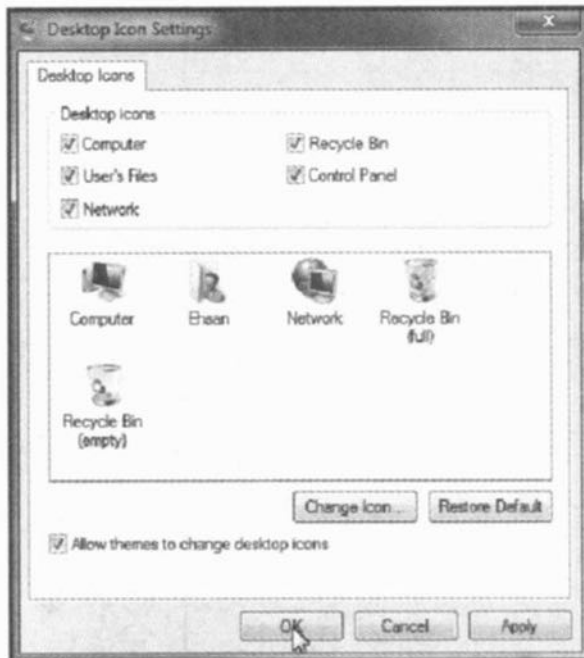 Desktop Icon Settings
x
Desktop Icons
Desktop icons
Computer
Recycle Bin
User's Files
Control Panel
Network
Computer
Ehsan
Network
Recycle Bin
(full)
Recycle Bin
(empty)
Change Icon...
Restore Default
Allow themes to change desktop icons
OK
Cancel
Apply